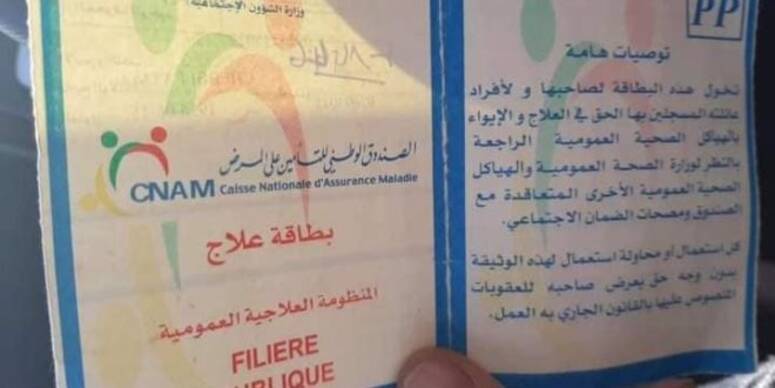 وزارة الشؤون الإجتماعية
الصندوق الوطني للتأمين على المرض
CNAM Caisse Nationale d'Assurance Maladie
بطاقة علاج
المنظومة العلاجية العمومية
FILIERE
PUBLIQUE
PP
توصيات هامة
تخول هذه البطاقة لصاحبها و لأفراد
عائلته المسجلين بها الحق في العلاج و الإيواء
بالهياكل الصحية العمومية الراجعة
بالنظر لوزارة الصحة العمومية والهياكل
الصحية العمومية الأخرى المتعاقدة مع
الصندوق ومصحات الضمان الاجتماعي.
كل استعمال أو محاولة استعمال لهذه الوثيقة
بدون وجه حق يعرض صاحبه للعقوبات
المنصوص عليها بالقانون الجاري به العمل.